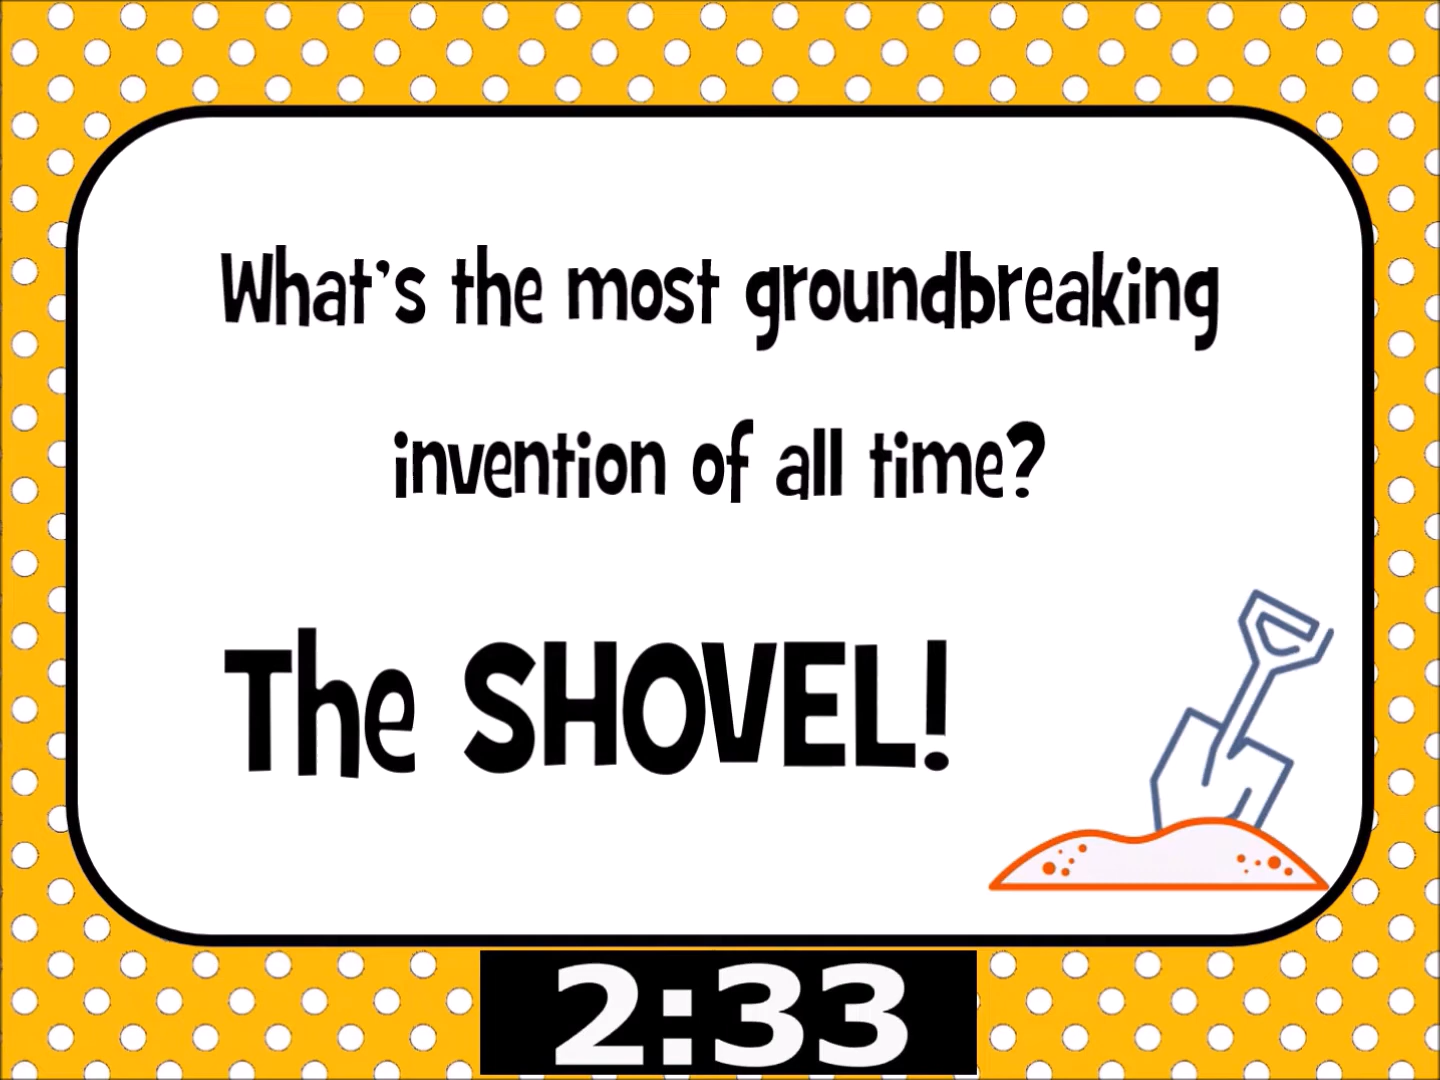 What's the most groundbreaking
invention of all time?
The SHOVEL!
2:33